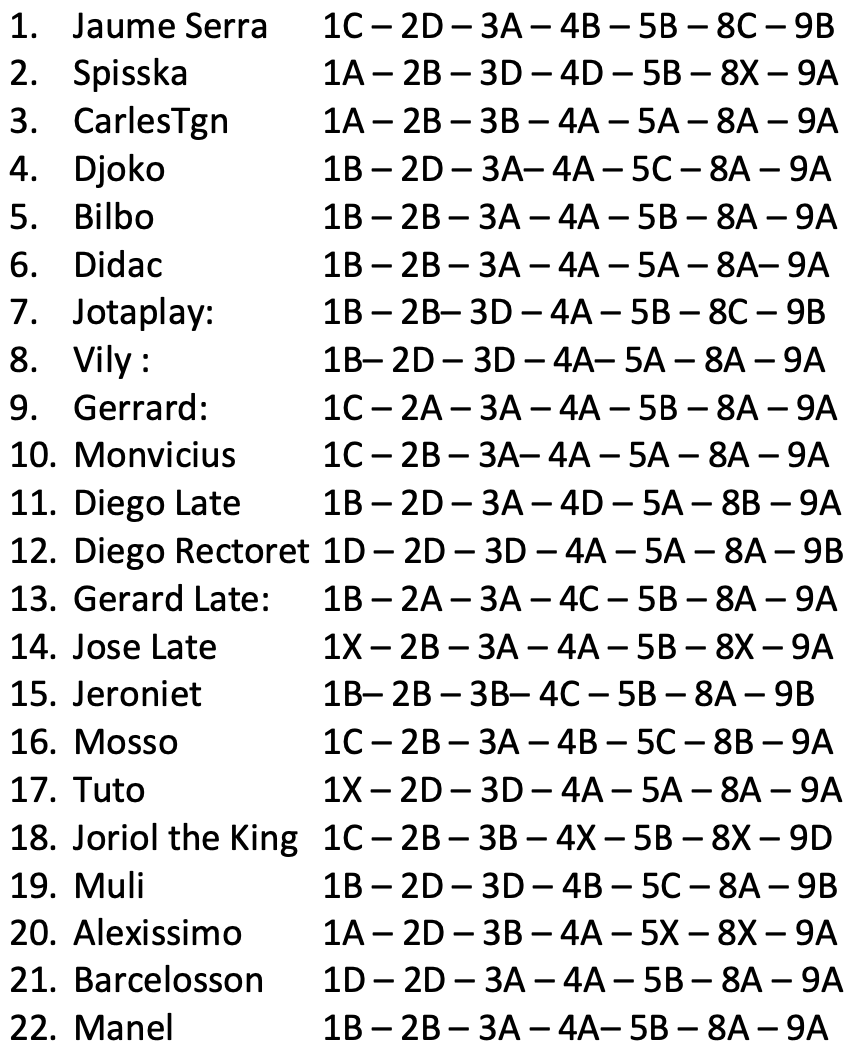 1. Jaume Serra 1C – 2D – 3A – 4B – 5B – 8C – 9B
2. Spisska 1A – 2B – 3D – 4D – 5B – 8X – 9A
3. CarlesTgn 1A – 2B – 3B – 4A – 5A – 8A – 9A
4. Djoko 1B – 2D – 3A– 4A – 5C – 8A – 9A
5. Bilbo 1B – 2B – 3A – 4A – 5B – 8A – 9A
6. Didac 1B – 2B – 3A – 4A – 5A – 8A– 9A
7. Jotaplay: 1B – 2B– 3D – 4A – 5B – 8C – 9B
8. Vily : 1B– 2D – 3D – 4A– 5A – 8A – 9A
9. Gerrard: 1C – 2A – 3A – 4A – 5B – 8A – 9A
10. Monvicius 1C – 2B – 3A– 4A – 5A – 8A – 9A
11. Diego Late 1B – 2D – 3A – 4D – 5A – 8B – 9A
12. Diego Rectoret 1D – 2D – 3D – 4A – 5A – 8A – 9B
13. Gerard Late: 1B – 2A – 3A – 4C – 5B – 8A – 9A
14. Jose Late 1X – 2B – 3A – 4A – 5B – 8X – 9A
15. Jeroniet 1B– 2B – 3B– 4C – 5B – 8A – 9B
16. Mosso 1C – 2B – 3A – 4B – 5C – 8B – 9A
17. Tuto 1X – 2D – 3D – 4A – 5A – 8A – 9A
18. Joriol the King 1C – 2B – 3B – 4X – 5B – 8X – 9D
19. Muli 1B – 2D – 3D – 4B – 5C – 8A – 9B
20. Alexissimo 1A – 2D – 3B – 4A – 5X – 8X – 9A
21. Barcelosson 1D – 2D – 3A – 4A – 5B – 8A – 9A
22. Manel 1B – 2B – 3A – 4A– 5B – 8A – 9A